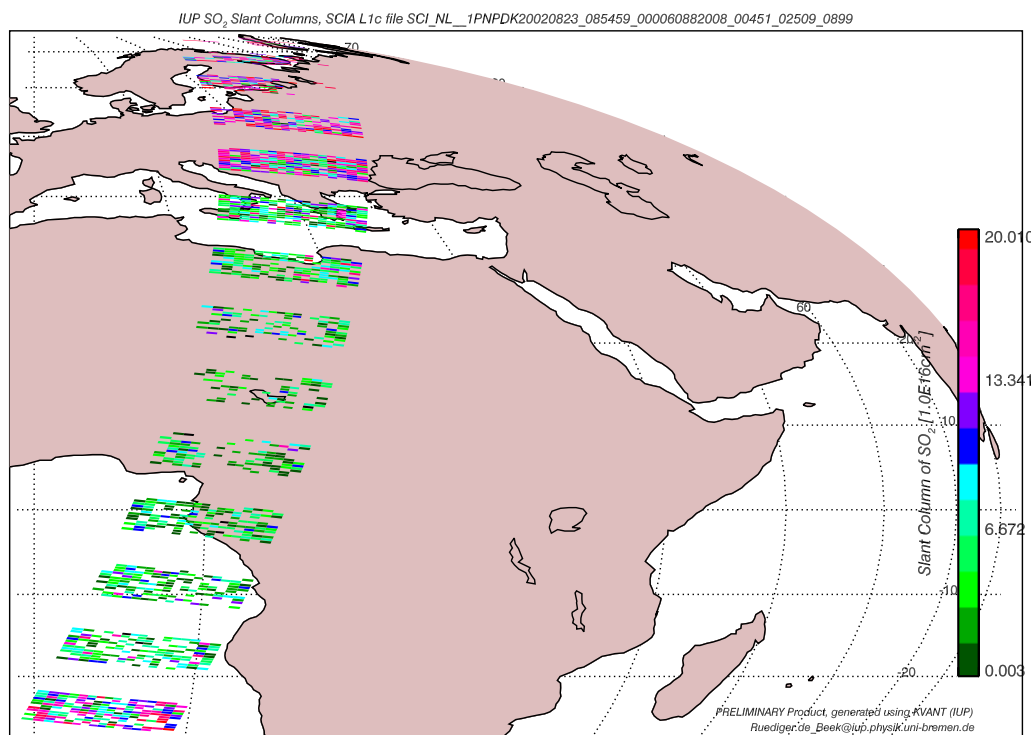 IUP SO2 Slant Columns, SCIA L1c file SCI_NL__1PNPDK20020823_085459_000060882008_00451_02509_0899
70
60
20.010
13.341
6.672
0.003
Slant Column of SO2 [1.0E16cm-2]
10
-10
-20
PRELIMINARY Product, generated using KVANT (IUP)
Ruediger.de_Beek@iup.physik.uni-bremen.de